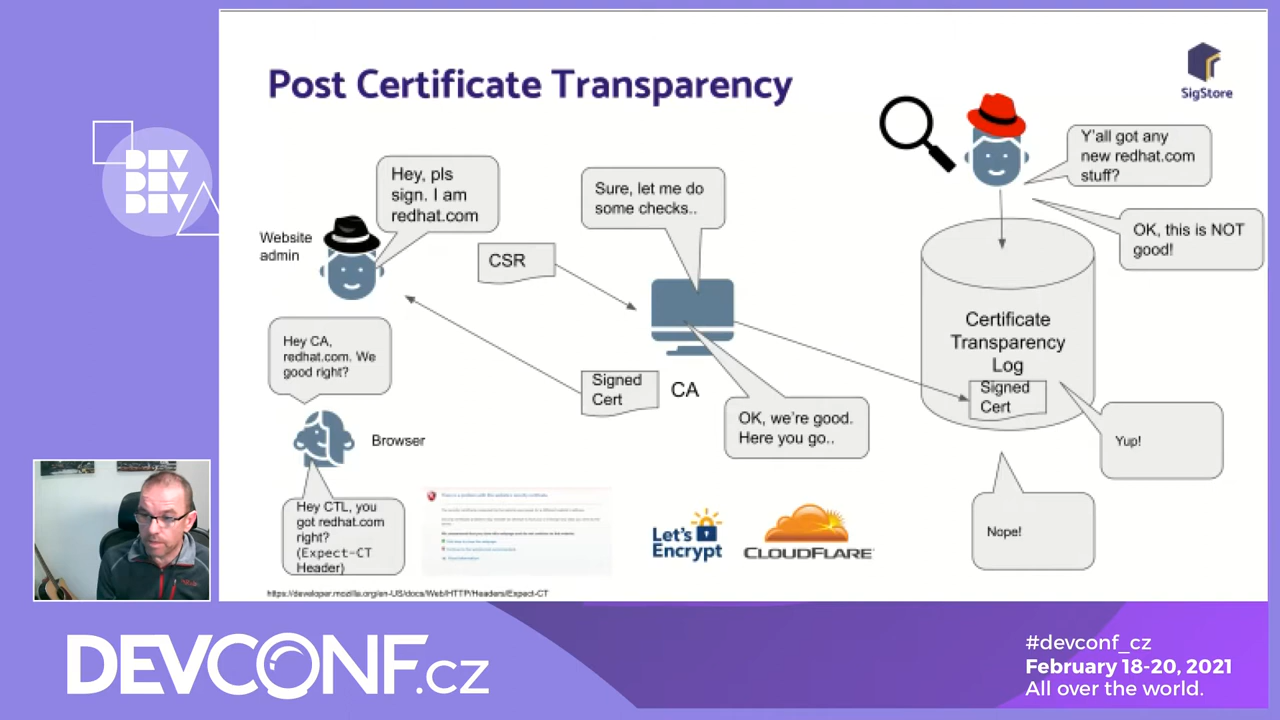 Post Certificate Transparency
SigStore
DEV
DEV
DEV
Hey, pls
sign. I am
redhat.com
Sure, let me do
some checks..
Y'all got any
new redhat.com
stuff?
OK, this is NOT
good!
Website
admin
CSR
Certificate
Transparency
Log
Signed
Cert
Hey CA,
redhat.com. We
good right?
Signed
Cert
CA
OK, we're good.
Here you go..
Yup!
Browser
Hey CTL, you
got redhat.com
right?
(Expect-CT
Header)
Let's
Encrypt
CLOUDFLARE
Nope!
https://developer.mozilla.org/en-US/docs/Web/HTTP/Headers/Expect-CT
DEVCONF.cz
#devconf_cz
February 18-20, 2021
All over the world.